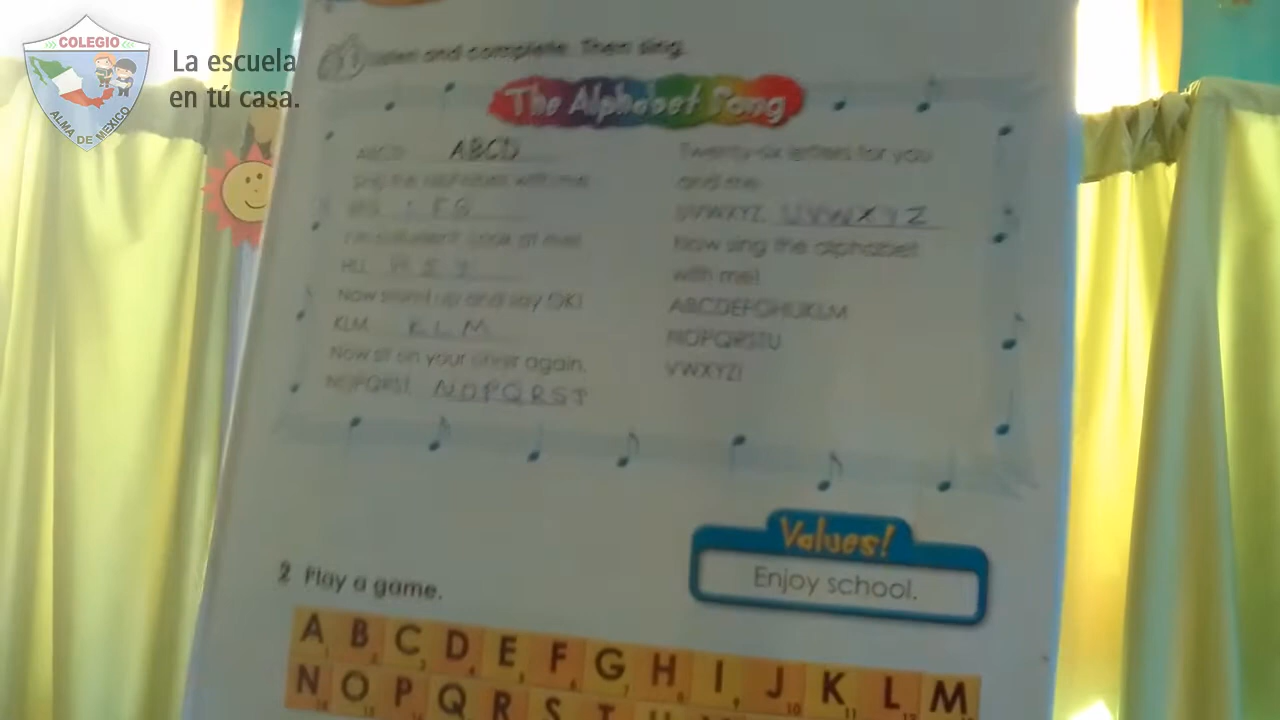 COLEGIO
ALMA DE MEXICO
La escuela
en tú casa.
Listen and complete. Then sing.
The Alphabet Song
ABCD ABCD
Sing the alphabet with me!
Look at me!
Now stand up and say OK!
KLM KLM
Now sit on your again.
NOPQRST NOPQRST
Twenty-six letters for you
and me.
UVWXYZ UVWXYZ
Now sing the alphabet
with me!
ABCDEFGHIJKLM
NOPQRSTU
VWXYZ!
Values!
Enjoy school.
2 Play a game.
A B C D E F G H I J K L M
N O P Q R S T U